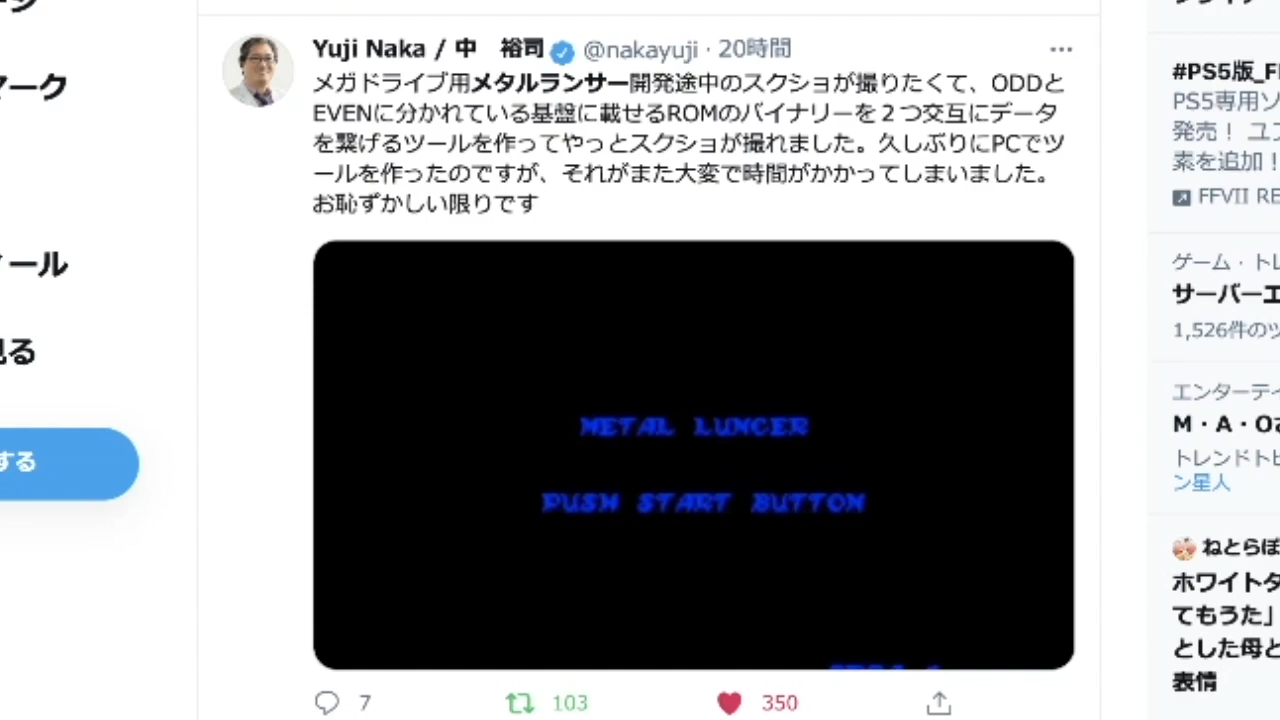 マーク
ィール
見る
する
Yuji Naka / 中　裕司 @nakayuji · 20時間
メガドライブ用メタルランサー開発途中のスクショが撮りたくて、ODDと
EVENに分かれている基盤に載せるROMのバイナリーを２つ交互にデータ
を繋げるツールを作ってやっとスクショが撮れました。久しぶりにPCでツ
ールを作ったのですが、それがまた大変で時間がかかってしまいました。
お恥ずかしい限りです
METAL LUNCER
PUSH START BUTTON
7
103
350
#PS5版_F
PS5専用ソ
発売！ ユ
素を追加！
FFVII RE
ゲーム · トレ
サーバーエ
1,526件のツ
エンターテイ
M・A・Oさ
トレンドトピ
ン星人
ねとらぼ
ホワイトタ
てもうた」
とした母と
表情